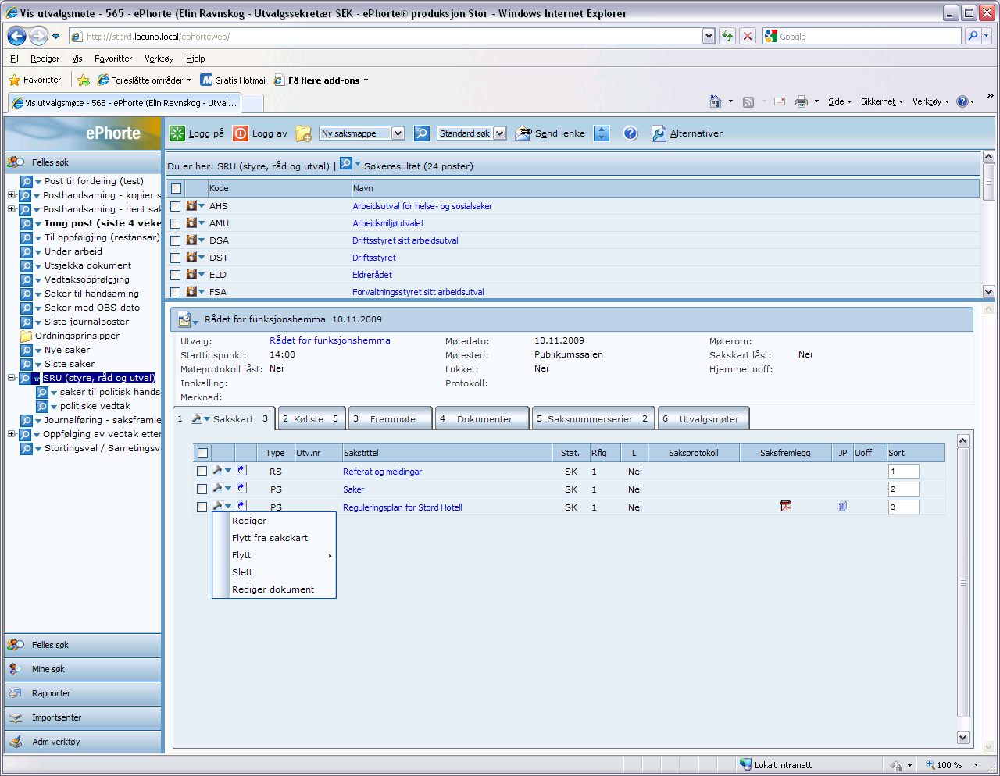 Vis utvalgsmøte - 565 - ePhorte (Elin Ravnskog - Utvalgssekretær SEK - ePhorte® produksjon Stor - Windows Internet Explorer
http://stord.lacuno.local/ephorteweb/
Google
Fil Rediger Vis Favoritter Verktøy Hjelp
Favoritter Foreslåtte områder Gratis Hotmail Få flere add-ons
Vis utvalgsmøte - 565 - ePhorte (Elin Ravnskog - Utval...
Side Sikkerhet Verktøy »
ePhorte
Logg på Logg av Ny saksmappe Standard søk Send lenke Alternativer
Felles søk
Post til fordeling (test)
Posthandsaming - kopier s
Posthandsaming - hent sal
Inng post (siste 4 veke
Til oppfølgjing (restansar)
Under arbeid
Utsjekka dokument
Vedtaksoppfølgjing
Saker til handsaming
Saker med OBS-dato
Siste journalposter
Ordningsprinsipper
Nye saker
Siste saker
SRU (styre, råd og utval)
saker til politisk hands
politiske vedtak
Journalføring - saksframle
Oppfølging av vedtak etter
Stortingsval / Sametingsv
Felles søk
Mine søk
Rapporter
Importsenter
Adm verktøy
Du er her: SRU (styre, råd og utval) | Søkeresultat (24 poster)
Kode Navn
AHS Arbeidsutval for helse- og sosialsaker
AMU Arbeidsmiljøutvalet
DSA Driftsstyret sitt arbeidsutval
DST Driftsstyret
ELD Eldrerådet
FSA Forvaltningsstyret sitt arbeidsutval
Rådet for funksjonshemma 10.11.2009
Utvalg: Rådet for funksjonshemma Møtedato: 10.11.2009 Møterom:
Starttidspunkt: 14:00 Møtested: Publikumssalen Sakskart låst: Nei
Møteprotokoll låst: Nei Lukket: Nei Hjemmel uoff:
Innkalling: Protokoll:
Merknad:
1 Sakskart 3 2 Køliste 5 3 Fremmøte 4 Dokumenter 5 Saksnummerserier 2 6 Utvalgsmøter
Type Utv.nr Sakstittel Stat. Rflg L Saksprotokoll Saksfremlegg JP Uoff Sort
RS Referat og meldingar SK 1 Nei 1
PS Saker SK 1 Nei 2
PS Reguleringsplan for Stord Hotell SK 1 Nei 3
Rediger
Flytt fra sakskart
Flytt
Slett
Rediger dokument
Lokalt intranett 100 %